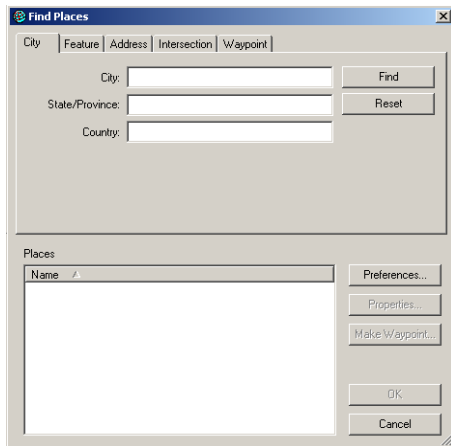 Find Places
City Feature Address Intersection Waypoint
City: Find
State/Province: Reset
Country:
Places
Name Preferences...
Properties...
Make Waypoint...
OK
Cancel